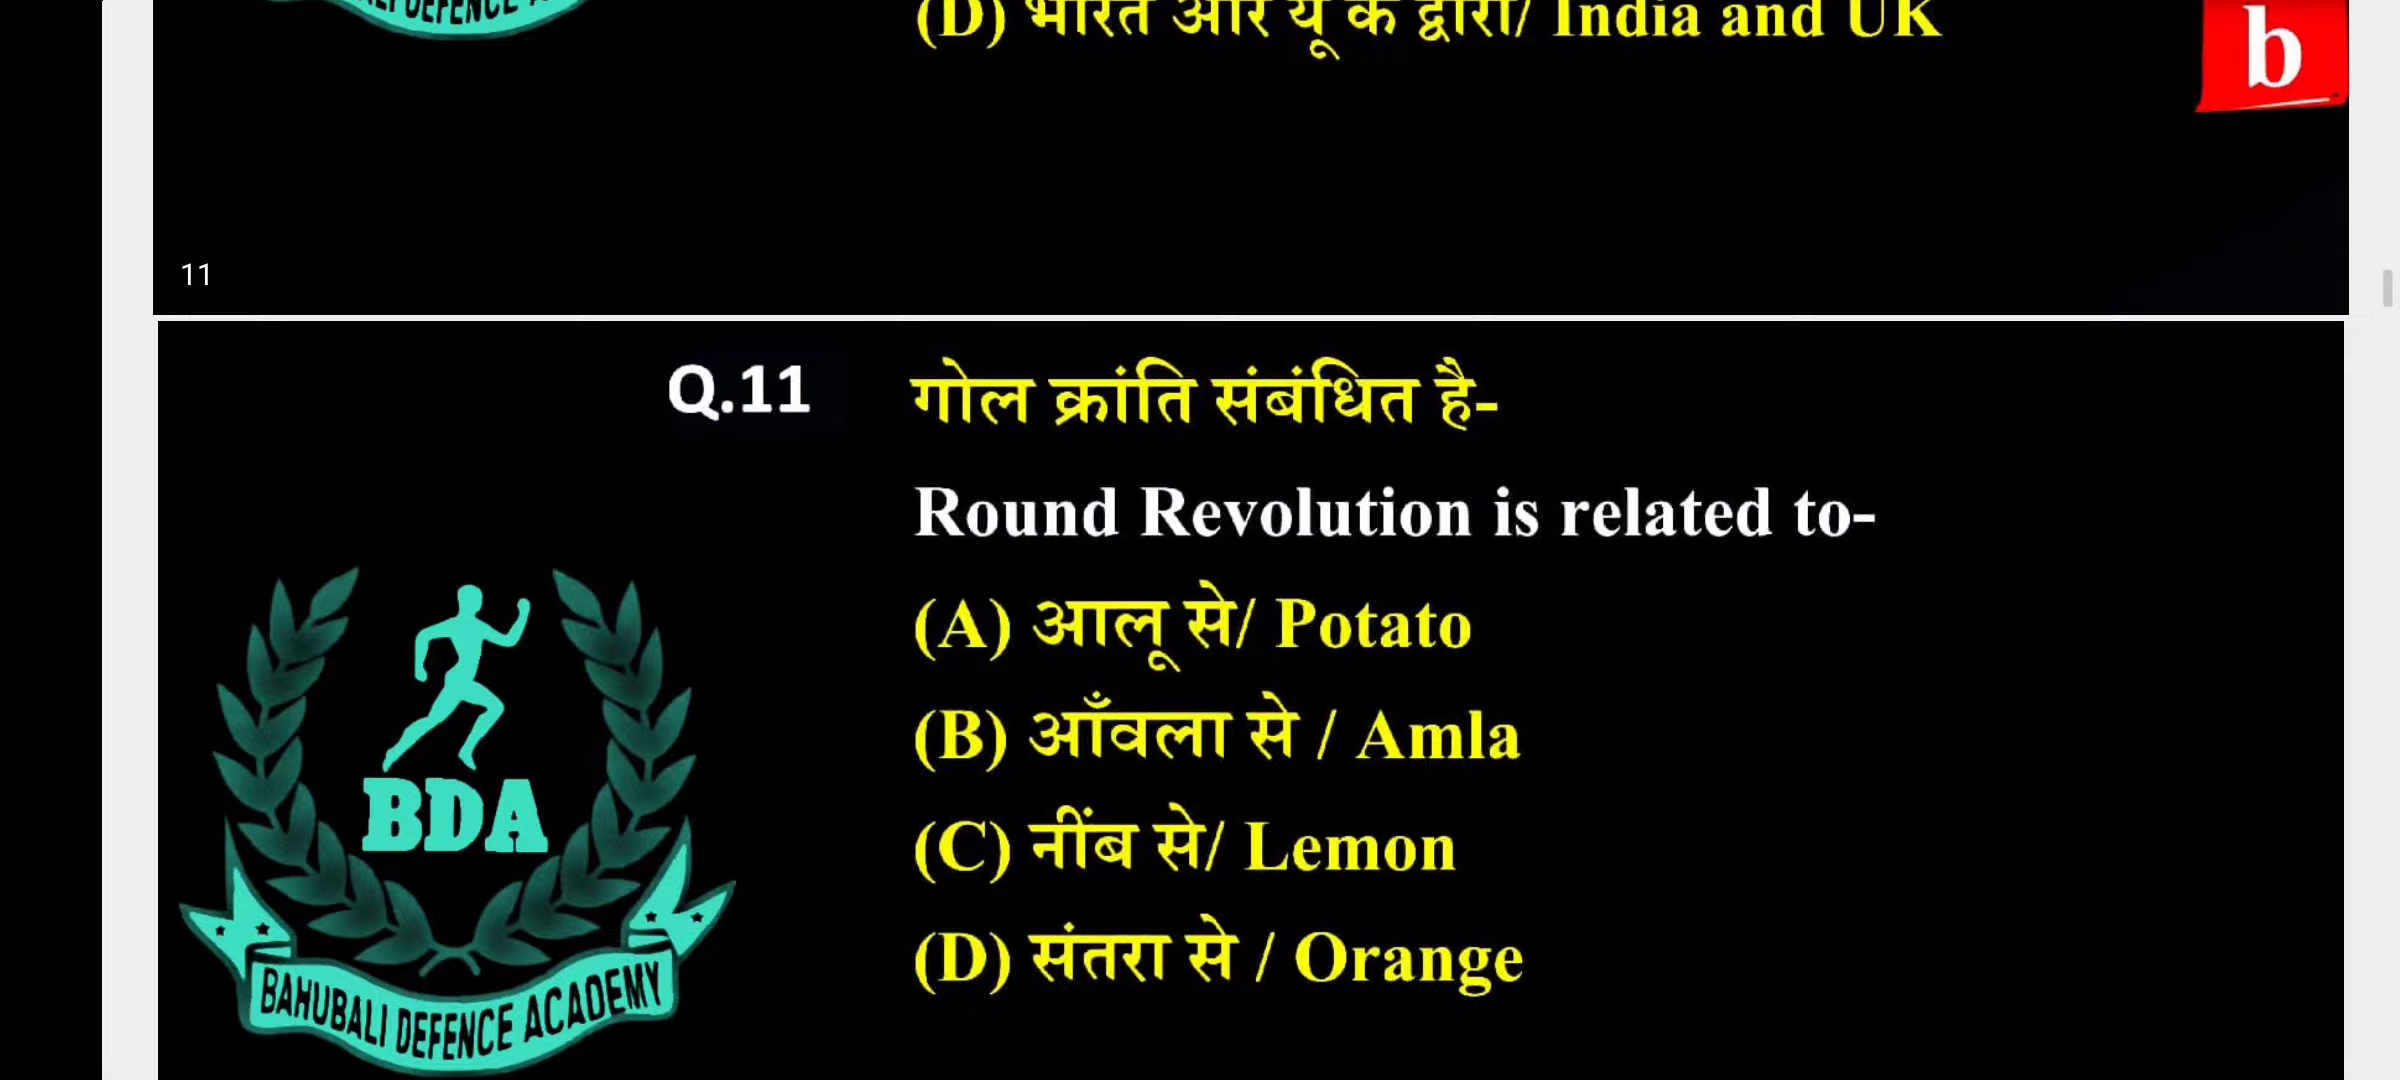 (D) भारत और यू के द्वारा/ India and UK
b
11
Q.11 गोल क्रांति संबंधित है-
Round Revolution is related to-
(A) आलू से/ Potato
(B) आँवला से / Amla
(C) नींब से/ Lemon
(D) संतरा से / Orange
BDA
BAHUBALI DEFENCE ACADEMY